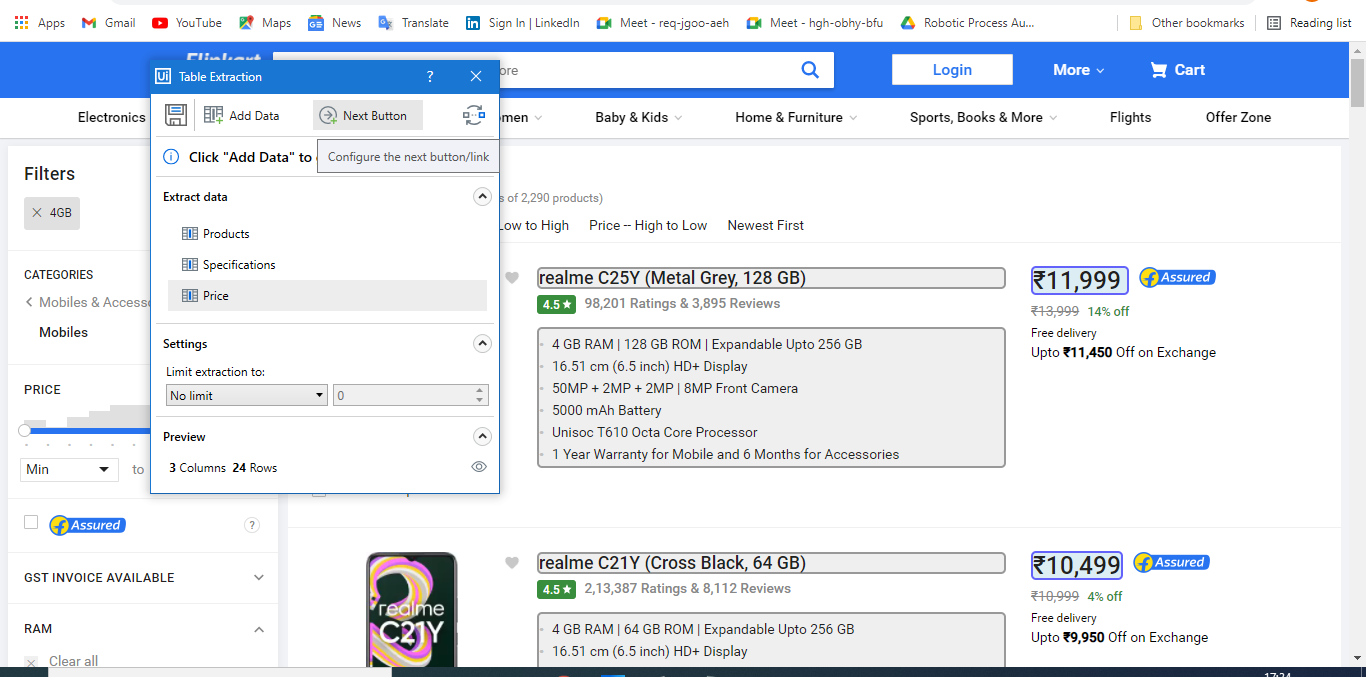 Apps Gmail YouTube Maps News Translate Sign In | LinkedIn Meet - req-jgoo-aeh Meet - hgh-obhy-bfu Robotic Process Au... Other bookmarks Reading list
ore Login More Cart
Ui Table Extraction ?
Electronics men Baby & Kids Home & Furniture Sports, Books & More Flights Offer Zone
Add Data Next Button
Click "Add Data" to
Configure the next button/link
Extract data
Products
Specifications
Price
Settings
Limit extraction to:
No limit 0
Preview
3 Columns 24 Rows
Filters
4GB
CATEGORIES
Mobiles & Accesso
Mobiles
PRICE
Min to
Assured ?
GST INVOICE AVAILABLE
RAM
Clear all
s of 2,290 products)
Low to High Price -- High to Low Newest First
realme C25Y (Metal Grey, 128 GB)
4.5★ 98,201 Ratings & 3,895 Reviews
4 GB RAM | 128 GB ROM | Expandable Upto 256 GB
16.51 cm (6.5 inch) HD+ Display
50MP + 2MP + 2MP | 8MP Front Camera
5000 mAh Battery
Unisoc T610 Octa Core Processor
1 Year Warranty for Mobile and 6 Months for Accessories
₹11,999 Assured
₹13,999 14% off
Free delivery
Upto ₹11,450 Off on Exchange
realme
C21Y
realme C21Y (Cross Black, 64 GB)
4.5★ 2,13,387 Ratings & 8,112 Reviews
4 GB RAM | 64 GB ROM | Expandable Upto 256 GB
16.51 cm (6.5 inch) HD+ Display
₹10,499 Assured
₹10,999 4% off
Free delivery
Upto ₹9,950 Off on Exchange